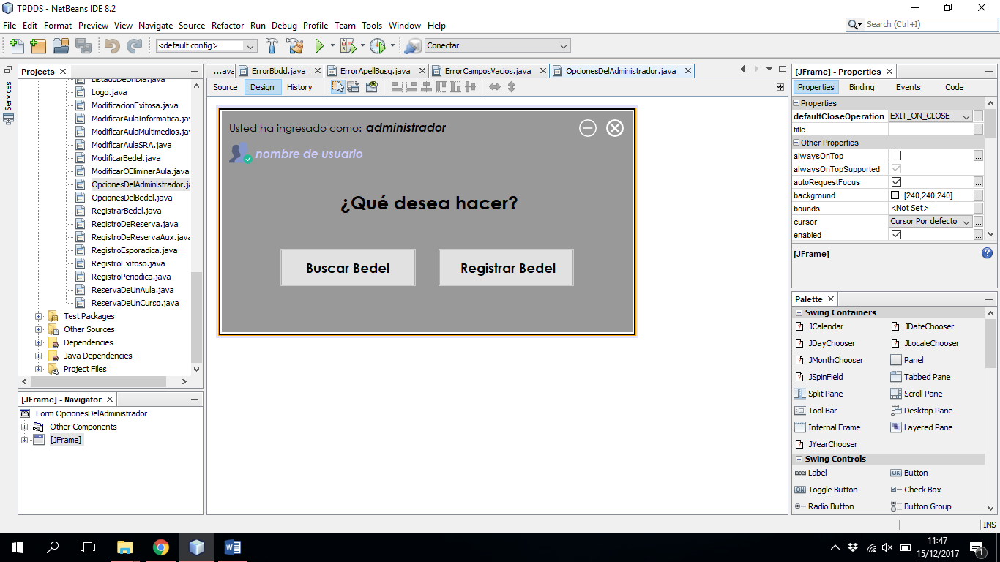 TPDDS - NetBeans IDE 8.2
File Edit Format Preview View Navigate Source Refactor Run Debug Profile Team Tools Window Help
Search (Ctrl+I)
<default config>
Conectar
Services
Projects
ListadoDeUnDia.java
Logo.java
ModificacionExitosa.java
ModificarAulaInformatica.java
ModificarAulaMultimedios.java
ModificarAulaSRA.java
ModificarBedel.java
ModificarOEliminarAula.java
OpcionesDelAdministrador.ja
OpcionesDelBedel.java
RegistrarBedel.java
RegistroDeReserva.java
RegistroDeReservaAux.java
RegistroEsporadica.java
RegistroExitoso.java
RegistroPeriodica.java
ReservaDeUnAula.java
ReservaDeUnCurso.java
Test Packages
Other Sources
Dependencies
Java Dependencies
Project Files
[JFrame] - Navigator
Form OpcionesDelAdministrador
Other Components
[JFrame]
...ava ErrorBbdd.java ErrorApellBusq.java ErrorCamposVacios.java OpcionesDelAdministrador.java
Source Design History
Usted ha ingresado como: administrador
nombre de usuario
¿Qué desea hacer?
Buscar Bedel Registrar Bedel
[JFrame] - Properties
Properties Binding Events Code
Properties
defaultCloseOperation EXIT_ON_CLOSE ...
title ...
Other Properties
alwaysOnTop ...
alwaysOnTopSupported
autoRequestFocus ...
background [240,240,240] ...
bounds <Not Set> ...
cursor Cursor Por defecto ...
enabled ...
[JFrame]
Palette
Swing Containers
JCalendar JDateChooser
JDayChooser JLocaleChooser
JMonthChooser Panel
JSpinField Tabbed Pane
Split Pane Scroll Pane
Tool Bar Desktop Pane
Internal Frame Layered Pane
JYearChooser
Swing Controls
label Label OK Button
ON Toggle Button Check Box
Radio Button Button Group
INS
11:47
15/12/2017
1